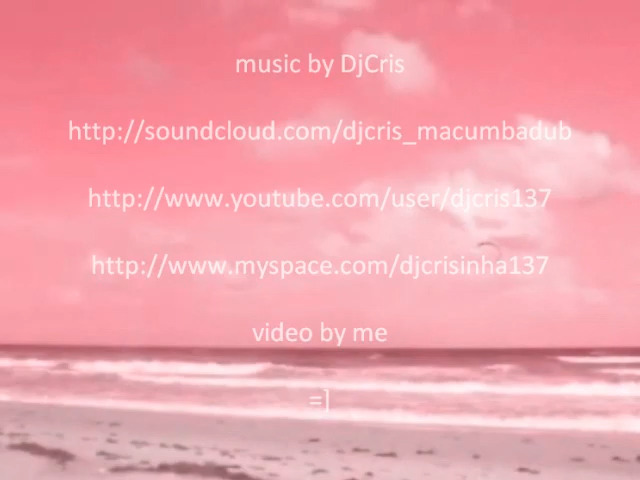 music by DjCris
http://soundcloud.com/djcris_macumbadub
http://www.youtube.com/user/djcris137
http://www.myspace.com/djcrisinha137
video by me
=]